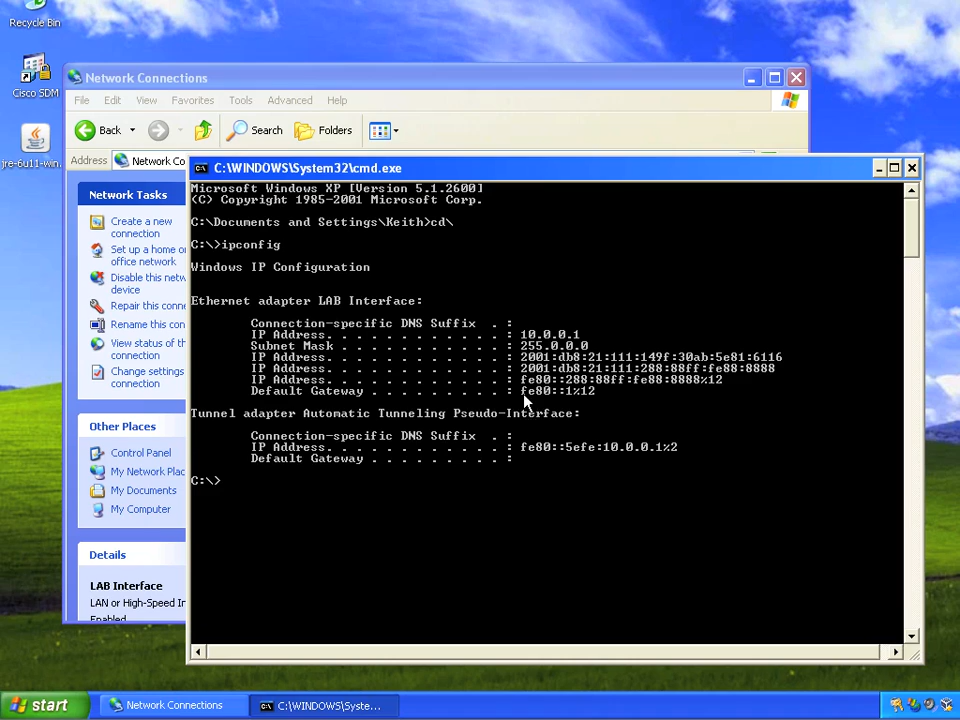 Recycle Bin
Cisco SDM
jre-6u11-win...
Network Connections
File Edit View Favorites Tools Advanced Help
Back Search Folders
Address Network Co
Network Tasks
Create a new
connection
Set up a home or
office network
Disable this netw
device
Repair this conne
Rename this con
View status of th
connection
Change settings
connection
Other Places
Control Panel
My Network Plac
My Documents
My Computer
Details
LAB Interface
LAN or High-Speed In
Enabled
C:\WINDOWS\System32\cmd.exe
Microsoft Windows XP [Version 5.1.2600]
(C) Copyright 1985-2001 Microsoft Corp.
C:\Documents and Settings\Keith>cd\
C:\>ipconfig
Windows IP Configuration
Ethernet adapter LAB Interface:
Connection-specific DNS Suffix . :
IP Address. . . . . . . . . . . . : 10.0.0.1
Subnet Mask . . . . . . . . . . . : 255.0.0.0
IP Address. . . . . . . . . . . . : 2001:db8:21:111:149f:30ab:5e81:6116
IP Address. . . . . . . . . . . . : 2001:db8:21:111:288:88ff:fe88:8888
IP Address. . . . . . . . . . . . : fe80::288:88ff:fe88:8888%12
Default Gateway . . . . . . . . . : fe80::1%12
Tunnel adapter Automatic Tunneling Pseudo-Interface:
Connection-specific DNS Suffix . :
IP Address. . . . . . . . . . . . : fe80::5efe:10.0.0.1%2
Default Gateway . . . . . . . . . :
C:\>
start Network Connections C:\WINDOWS\Syste...